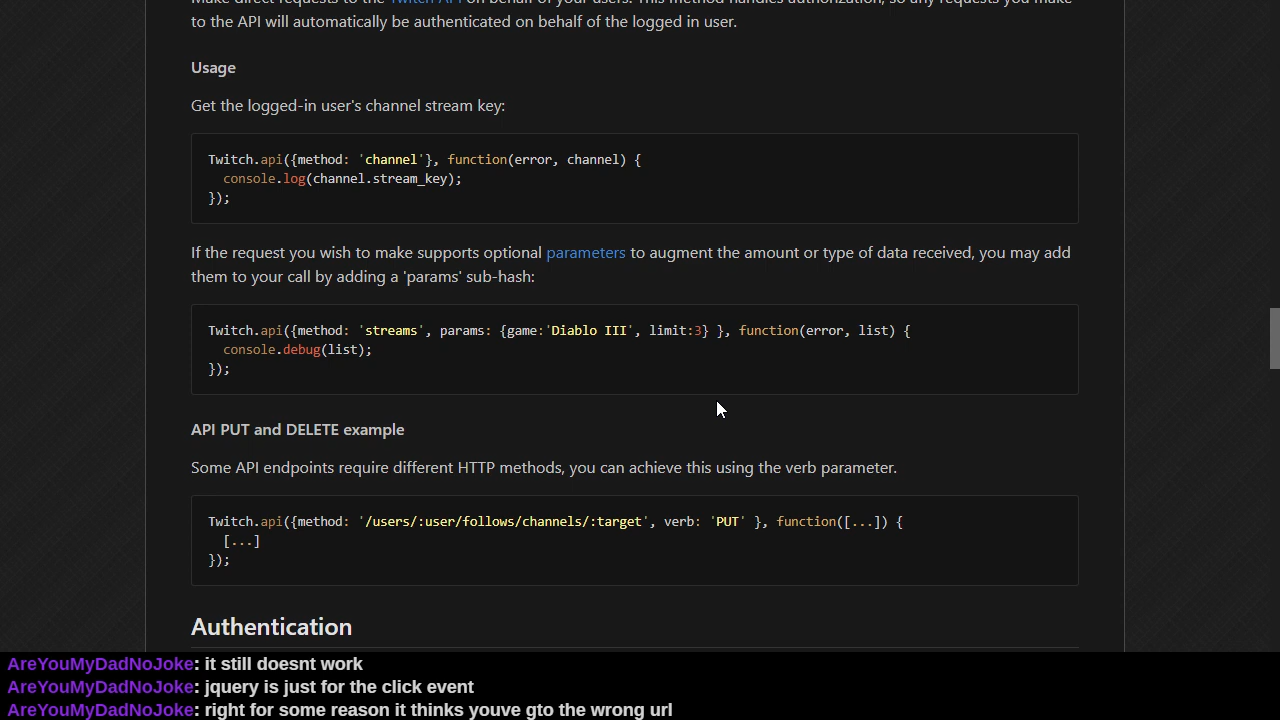 Make direct requests to the Twitch API on behalf of your users. This method handles authorization, so any requests you make
to the API will automatically be authenticated on behalf of the logged in user.
Usage
Get the logged-in user's channel stream key:
Twitch.api({method: 'channel'}, function(error, channel) {
  console.log(channel.stream_key);
});
If the request you wish to make supports optional parameters to augment the amount or type of data received, you may add
them to your call by adding a 'params' sub-hash:
Twitch.api({method: 'streams', params: {game:'Diablo III', limit:3} }, function(error, list) {
  console.debug(list);
});
API PUT and DELETE example
Some API endpoints require different HTTP methods, you can achieve this using the verb parameter.
Twitch.api({method: '/users/:user/follows/channels/:target', verb: 'PUT' }, function([...]) {
  [...]
});
Authentication
AreYouMyDadNoJoke: it still doesnt work
AreYouMyDadNoJoke: jquery is just for the click event
AreYouMyDadNoJoke: right for some reason it thinks youve gto the wrong url